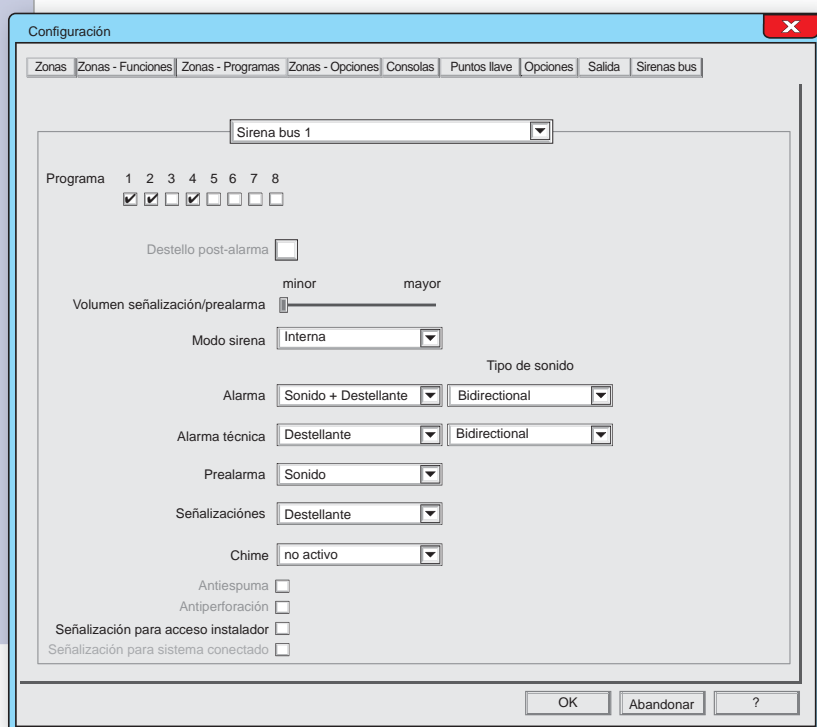 Configuración
Zonas Zonas - Funciones Zonas - Programas Zonas - Opciones Consolas Puntos llave Opciones Salida Sirenas bus
Sirena bus 1
Programa 1 2 3 4 5 6 7 8
Destello post-alarma
minor mayor
Volumen señalización/prealarma
Modo sirena Interna
Tipo de sonido
Alarma Sonido + Destellante Bidirectional
Alarma técnica Destellante Bidirectional
Prealarma Sonido
Señalizaciónes Destellante
Chime no activo
Antiespuma
Antiperforación
Señalización para acceso instalador
Señalización para sistema conectado
OK Abandonar ?